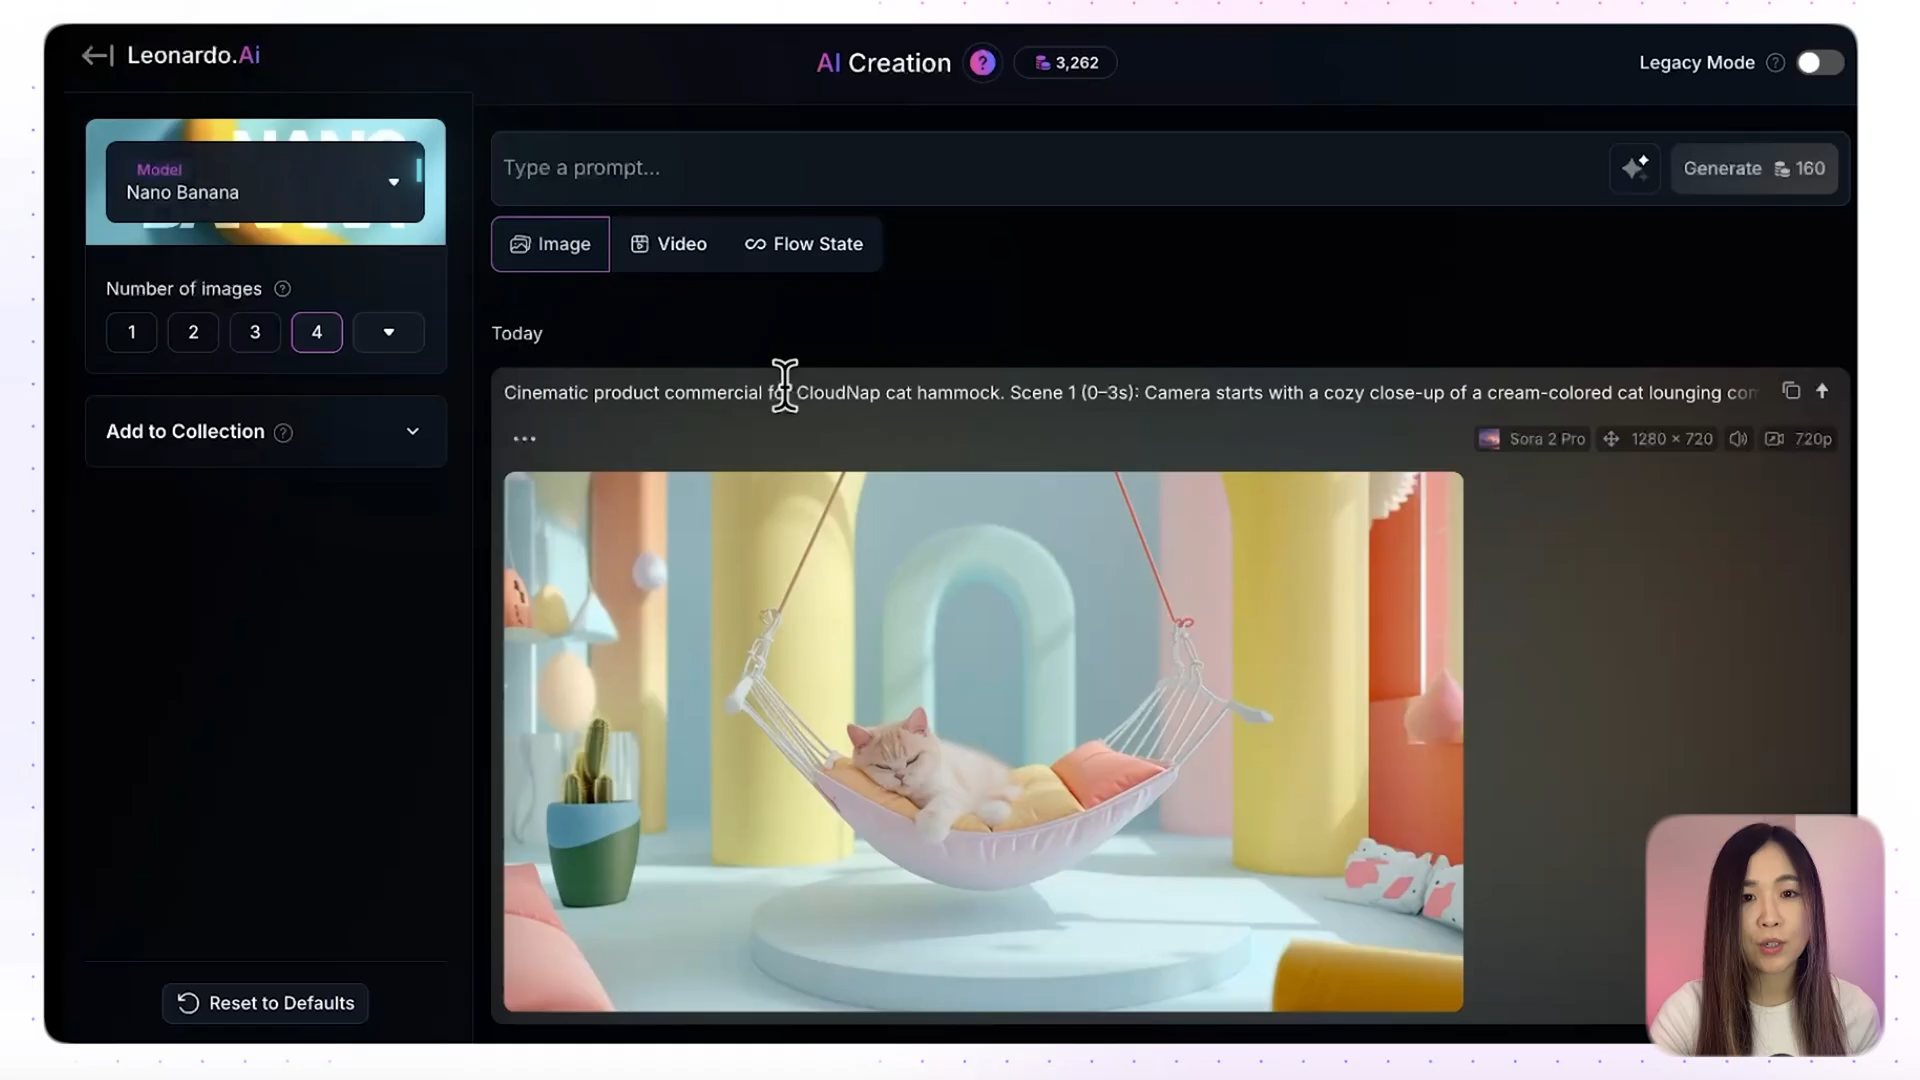 Leonardo.Ai
AI Creation ? 3,262
Legacy Mode ?
NANO
Model
Nano Banana
Type a prompt...
Generate 160
Image Video Flow State
Number of images ?
1 2 3 4
Today
Add to Collection ?
Cinematic product commercial for CloudNap cat hammock. Scene 1 (0–3s): Camera starts with a cozy close-up of a cream-colored cat lounging com
...
Sora 2 Pro 1280 × 720 720p
Reset to Defaults